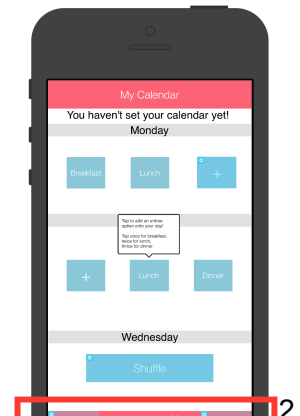 My Calendar
You haven't set your calendar yet!
Monday
Breakfast
Lunch
+
Tap to add an entree
option onto your day!
Tap once for breakfast,
twice for lunch,
thrice for dinner
+
Lunch
Dinner
Wednesday
Shuffle
2